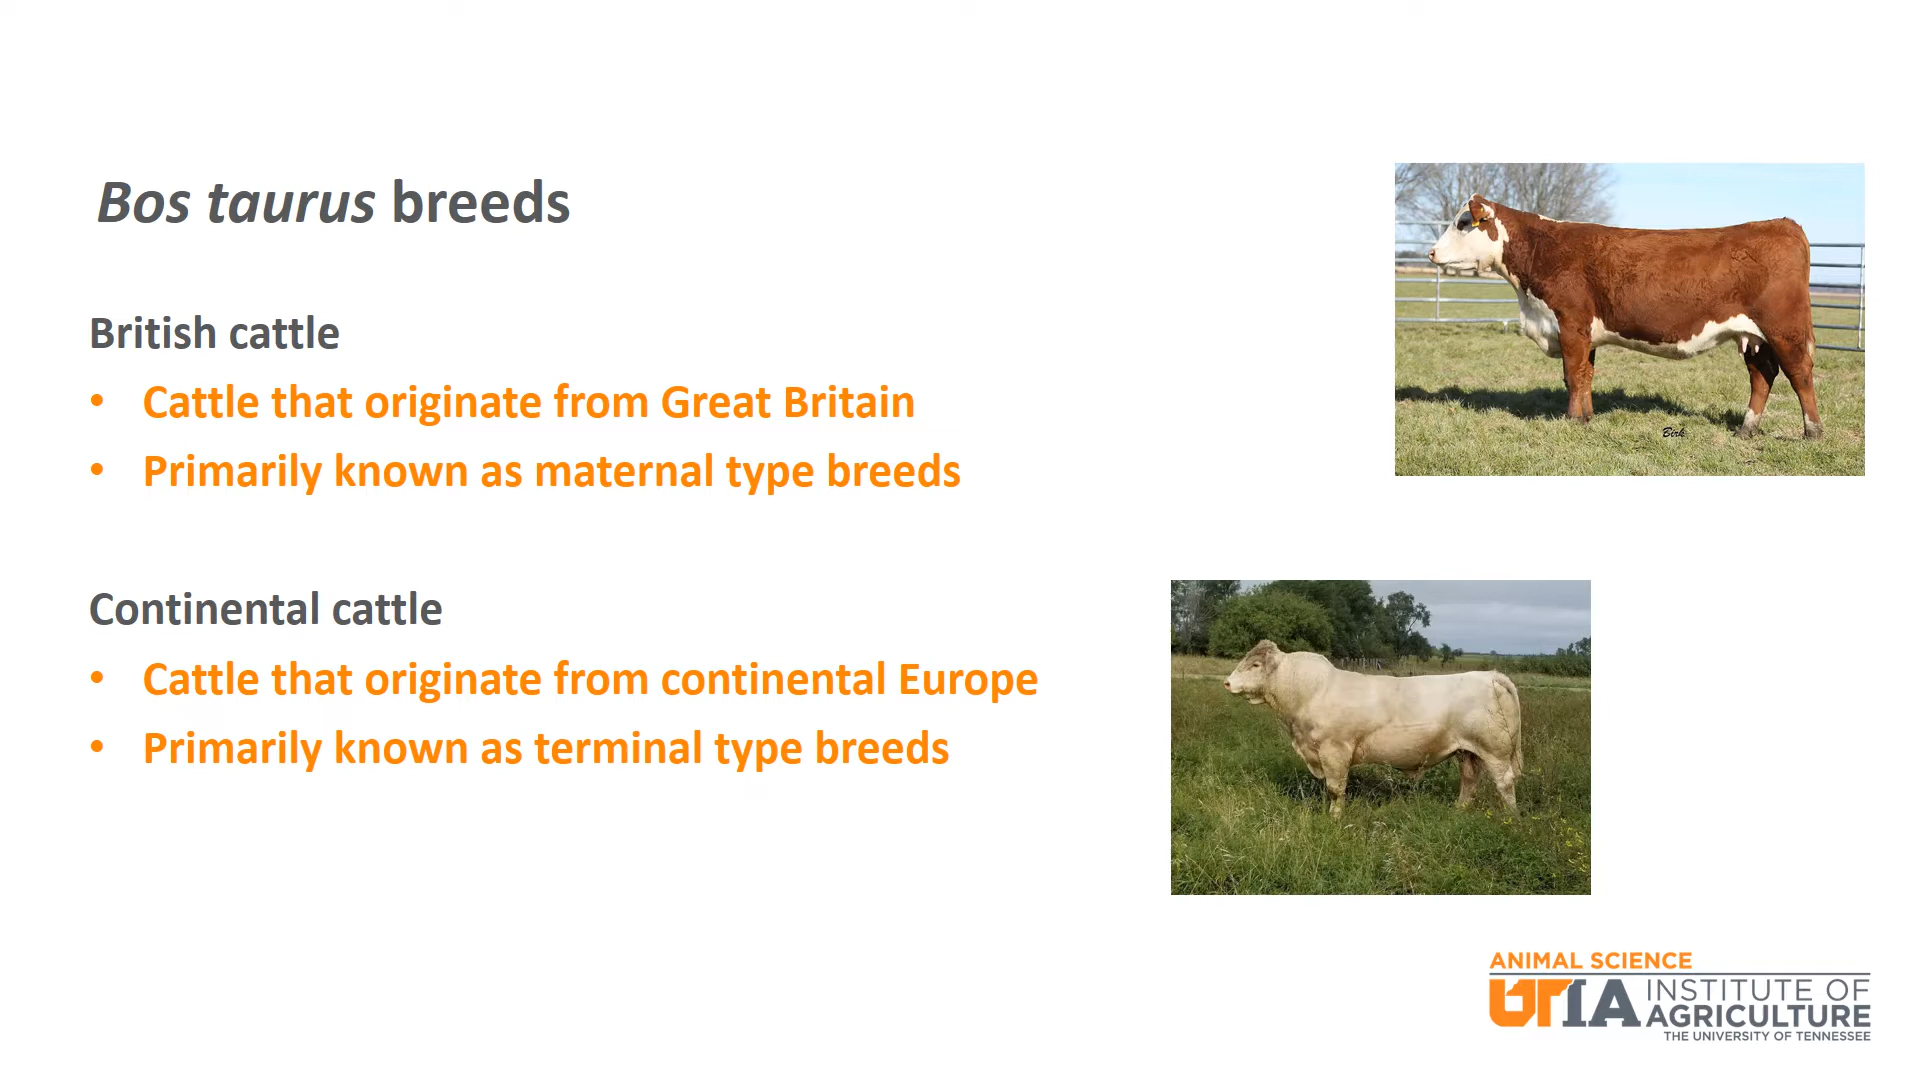 Bos taurus breeds
British cattle
• Cattle that originate from Great Britain
• Primarily known as maternal type breeds
Continental cattle
• Cattle that originate from continental Europe
• Primarily known as terminal type breeds
Birk
ANIMAL SCIENCE
UTIA INSTITUTE OF
AGRICULTURE
THE UNIVERSITY OF TENNESSEE